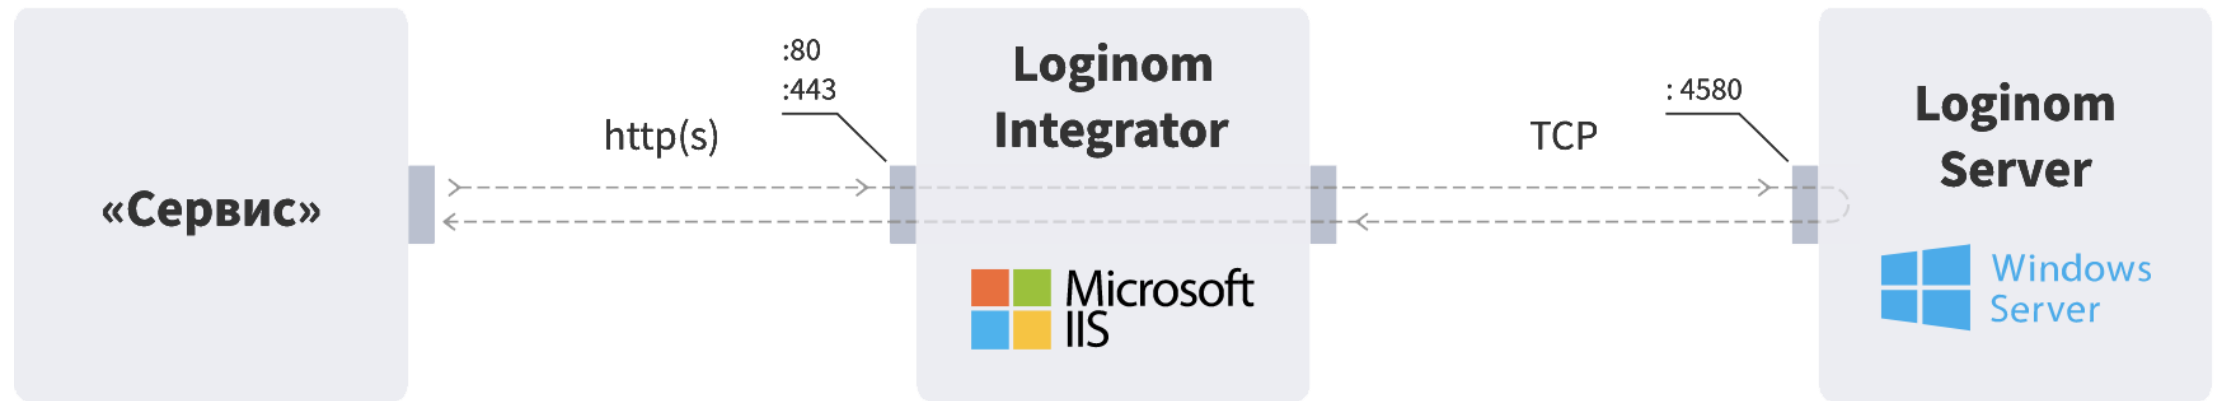 «Сервис»
http(s)
:80
:443
Loginom
Integrator
Microsoft
IIS
TCP
: 4580
Loginom
Server
Windows
Server